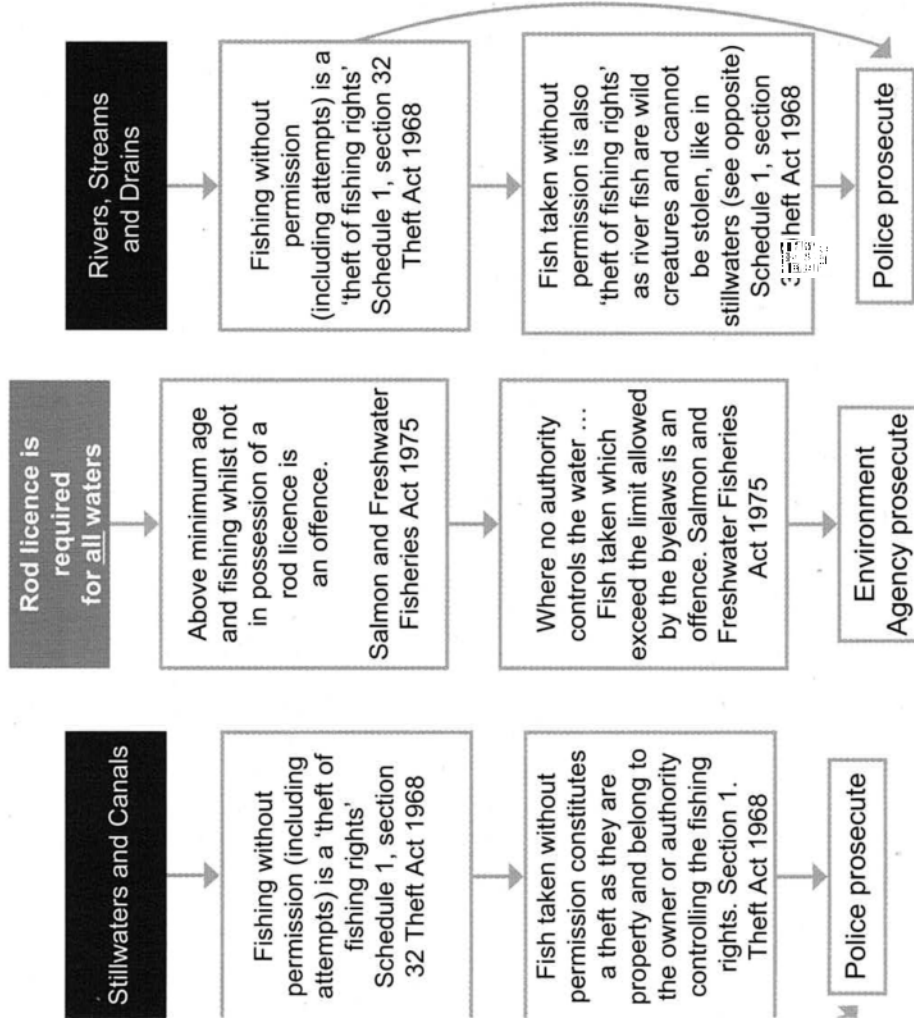 Stillwaters and Canals
Fishing without
permission (including
attempts) is a 'theft of
fishing rights'
Schedule 1, section
32 Theft Act 1968
Fish taken without
permission constitutes
a theft as they are
property and belong to
the owner or authority
controlling the fishing
rights. Section 1.
Theft Act 1968
Police prosecute
Rod licence is
required
for all waters
Above minimum age
and fishing whilst not
in possession of a
rod licence is
an offence.
Salmon and Freshwater
Fisheries Act 1975
Where no authority
controls the water ...
Fish taken which
exceed the limit allowed
by the byelaws is an
offence. Salmon and
Freshwater Fisheries
Act 1975
Environment
Agency prosecute
Rivers, Streams
and Drains
Fishing without
permission
(including attempts) is a
'theft of fishing rights'
Schedule 1, section 32
Theft Act 1968
Fish taken without
permission is also
'theft of fishing rights'
as river fish are wild
creatures and cannot
be stolen, like in
stillwaters (see opposite)
Schedule 1, section
Act 1968
Police prosecute